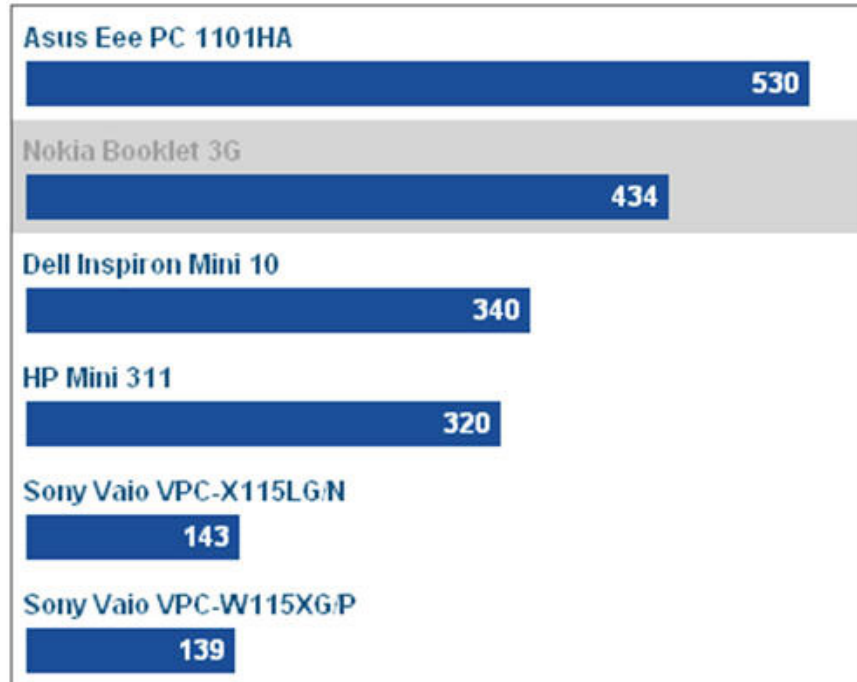 Asus Eee PC 1101HA
530
Nokia Booklet 3G
434
Dell Inspiron Mini 10
340
HP Mini 311
320
Sony Vaio VPC-X115LG/N
143
Sony Vaio VPC-W115XG/P
139